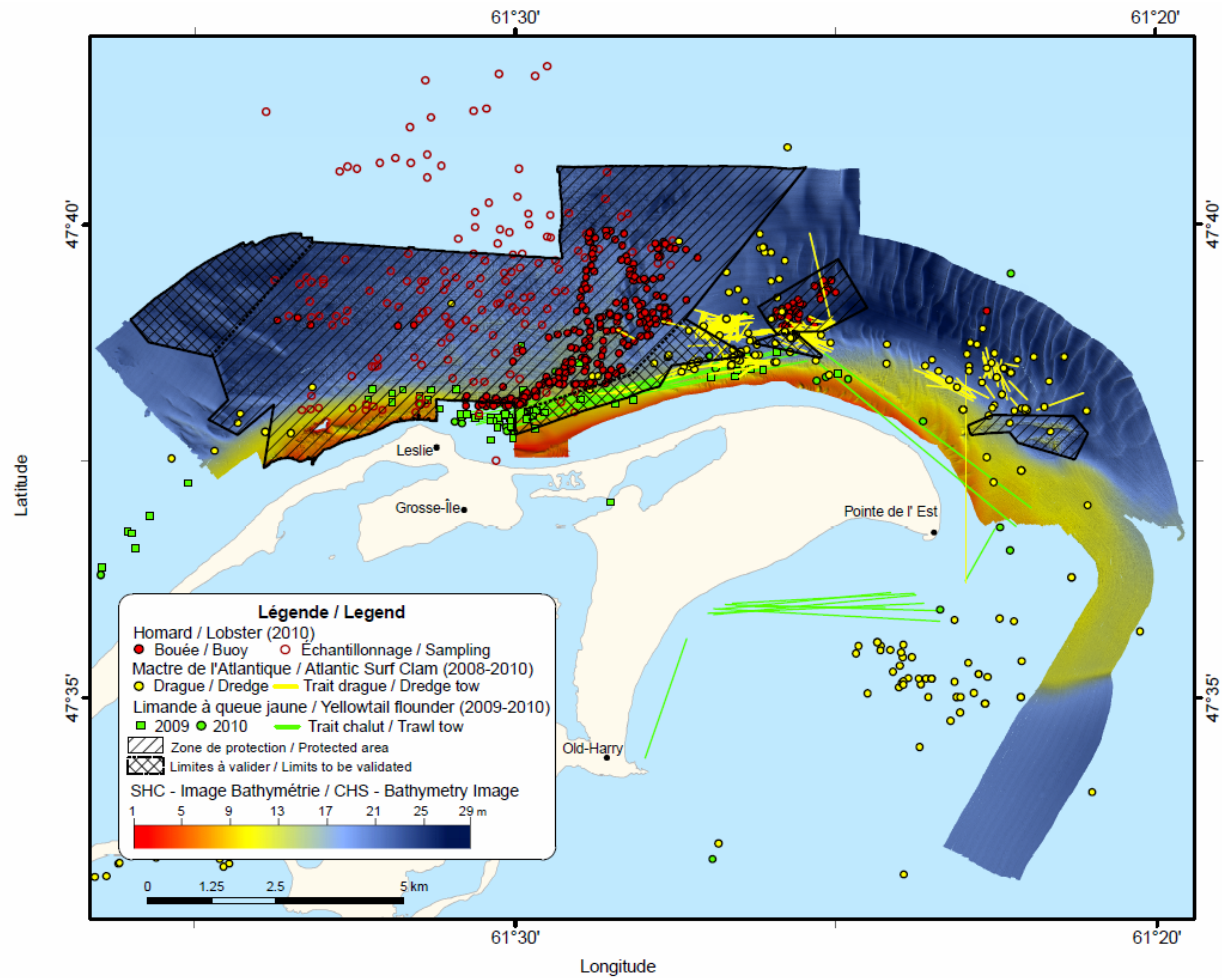 61°30'
61°20'
47°40'
47°40'
Leslie
Grosse-Île
Pointe de l' Est
Latitude
Légende / Legend
Homard / Lobster (2010)
Bouée / Buoy Échantillonnage / Sampling
Mactre de l'Atlantique / Atlantic Surf Clam (2008-2010)
Drague / Dredge Trait drague / Dredge tow
Limande à queue jaune / Yellowtail flounder (2009-2010)
2009 2010 Trait chalut / Trawl tow
Zone de protection / Protected area
Limites à valider / Limits to be validated
SHC - Image Bathymétrie / CHS - Bathymetry Image
1 5 9 13 17 21 25 29 m
47°35'
47°35'
Old-Harry
0 1.25 2.5 5 km
61°30'
61°20'
Longitude